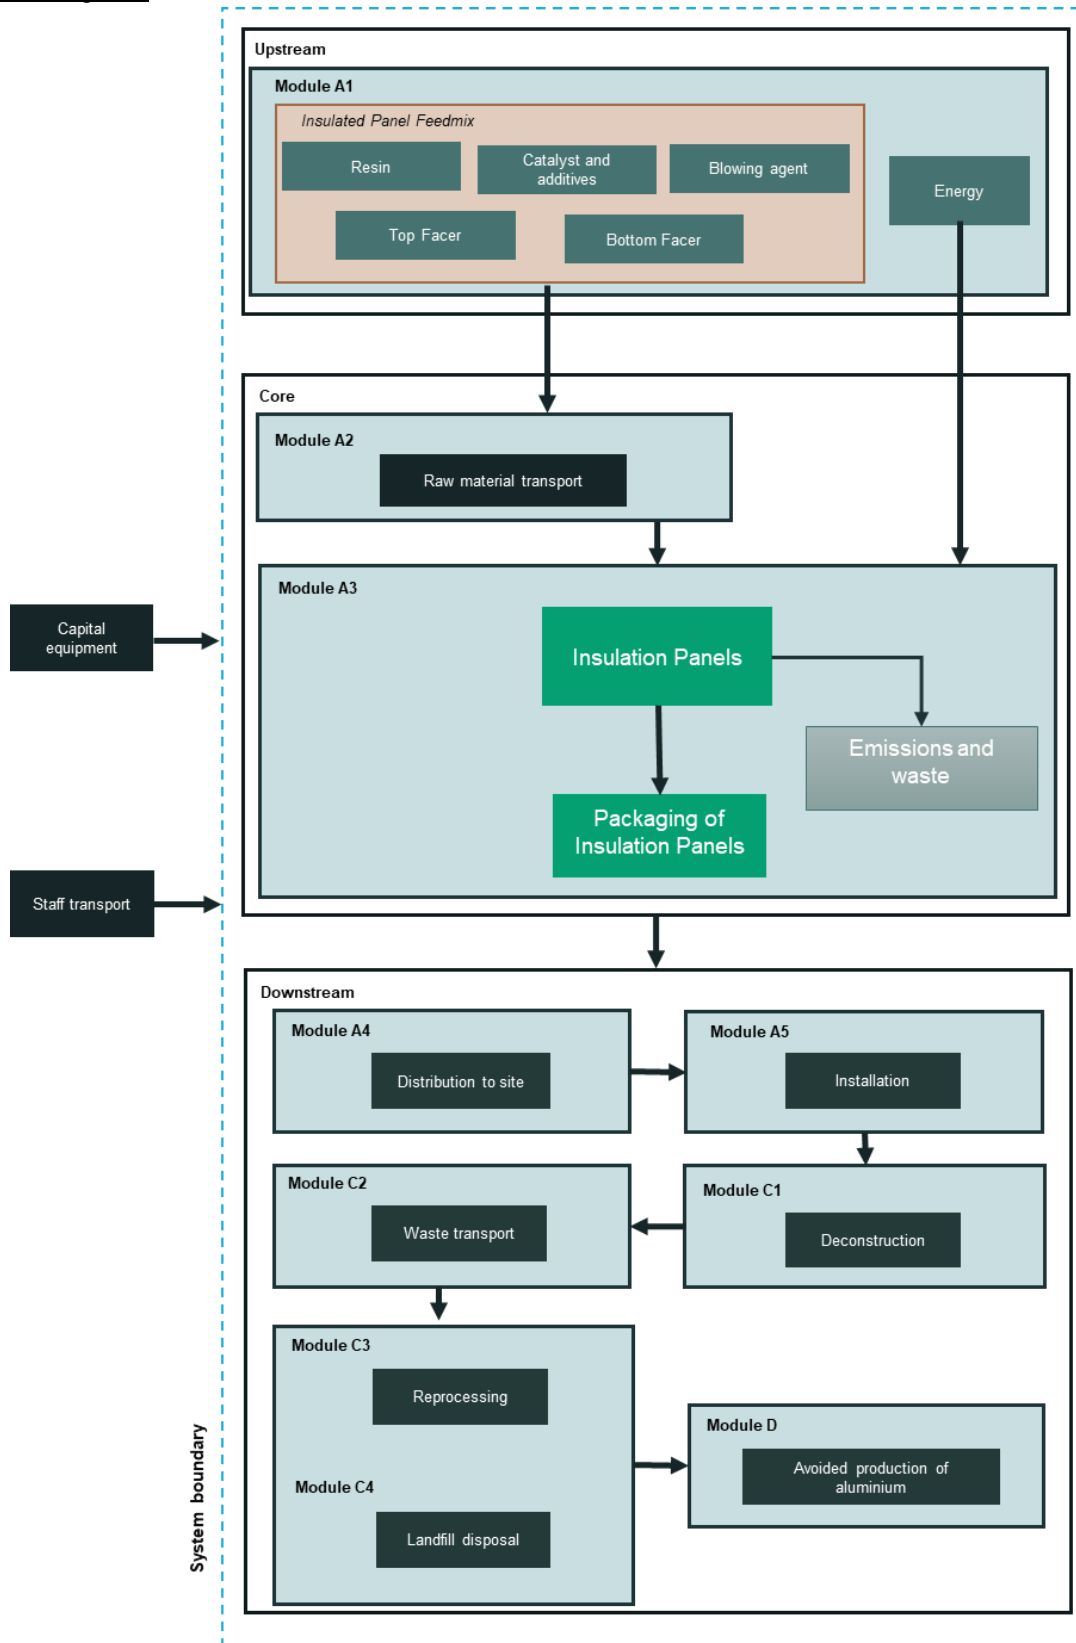 Upstream
Module A1
Insulated Panel Feedmix
Resin
Catalyst and
additives
Blowing agent
Energy
Top Facer
Bottom Facer
Core
Module A2
Raw material transport
Module A3
Capital
equipment
Insulation Panels
Emissions and
waste
Packaging of
Insulation Panels
Staff transport
Downstream
Module A4
Distribution to site
Module A5
Installation
Module C2
Waste transport
Module C1
Deconstruction
Module C3
Reprocessing
Module C4
Landfill disposal
Module D
Avoided production of
aluminium
System boundary